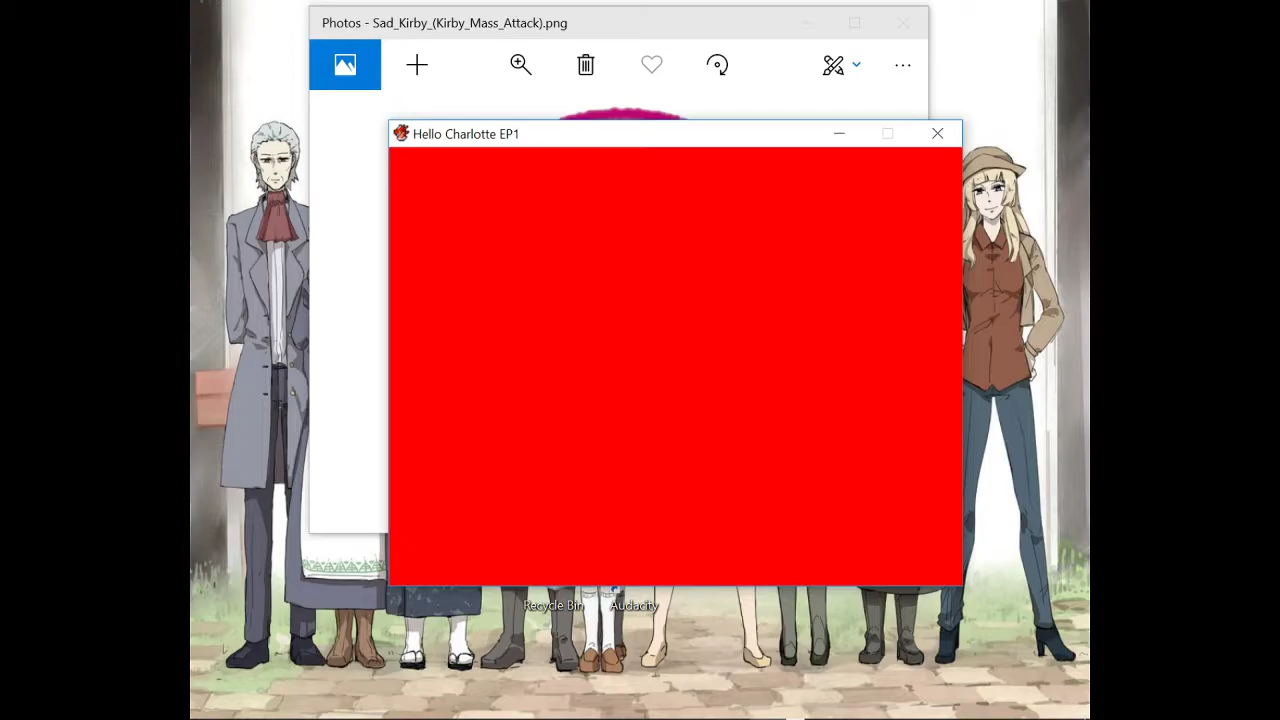 Photos - Sad_Kirby_(Kirby_Mass_Attack).png
Hello Charlotte EP1
Recycle Bin
Audacity